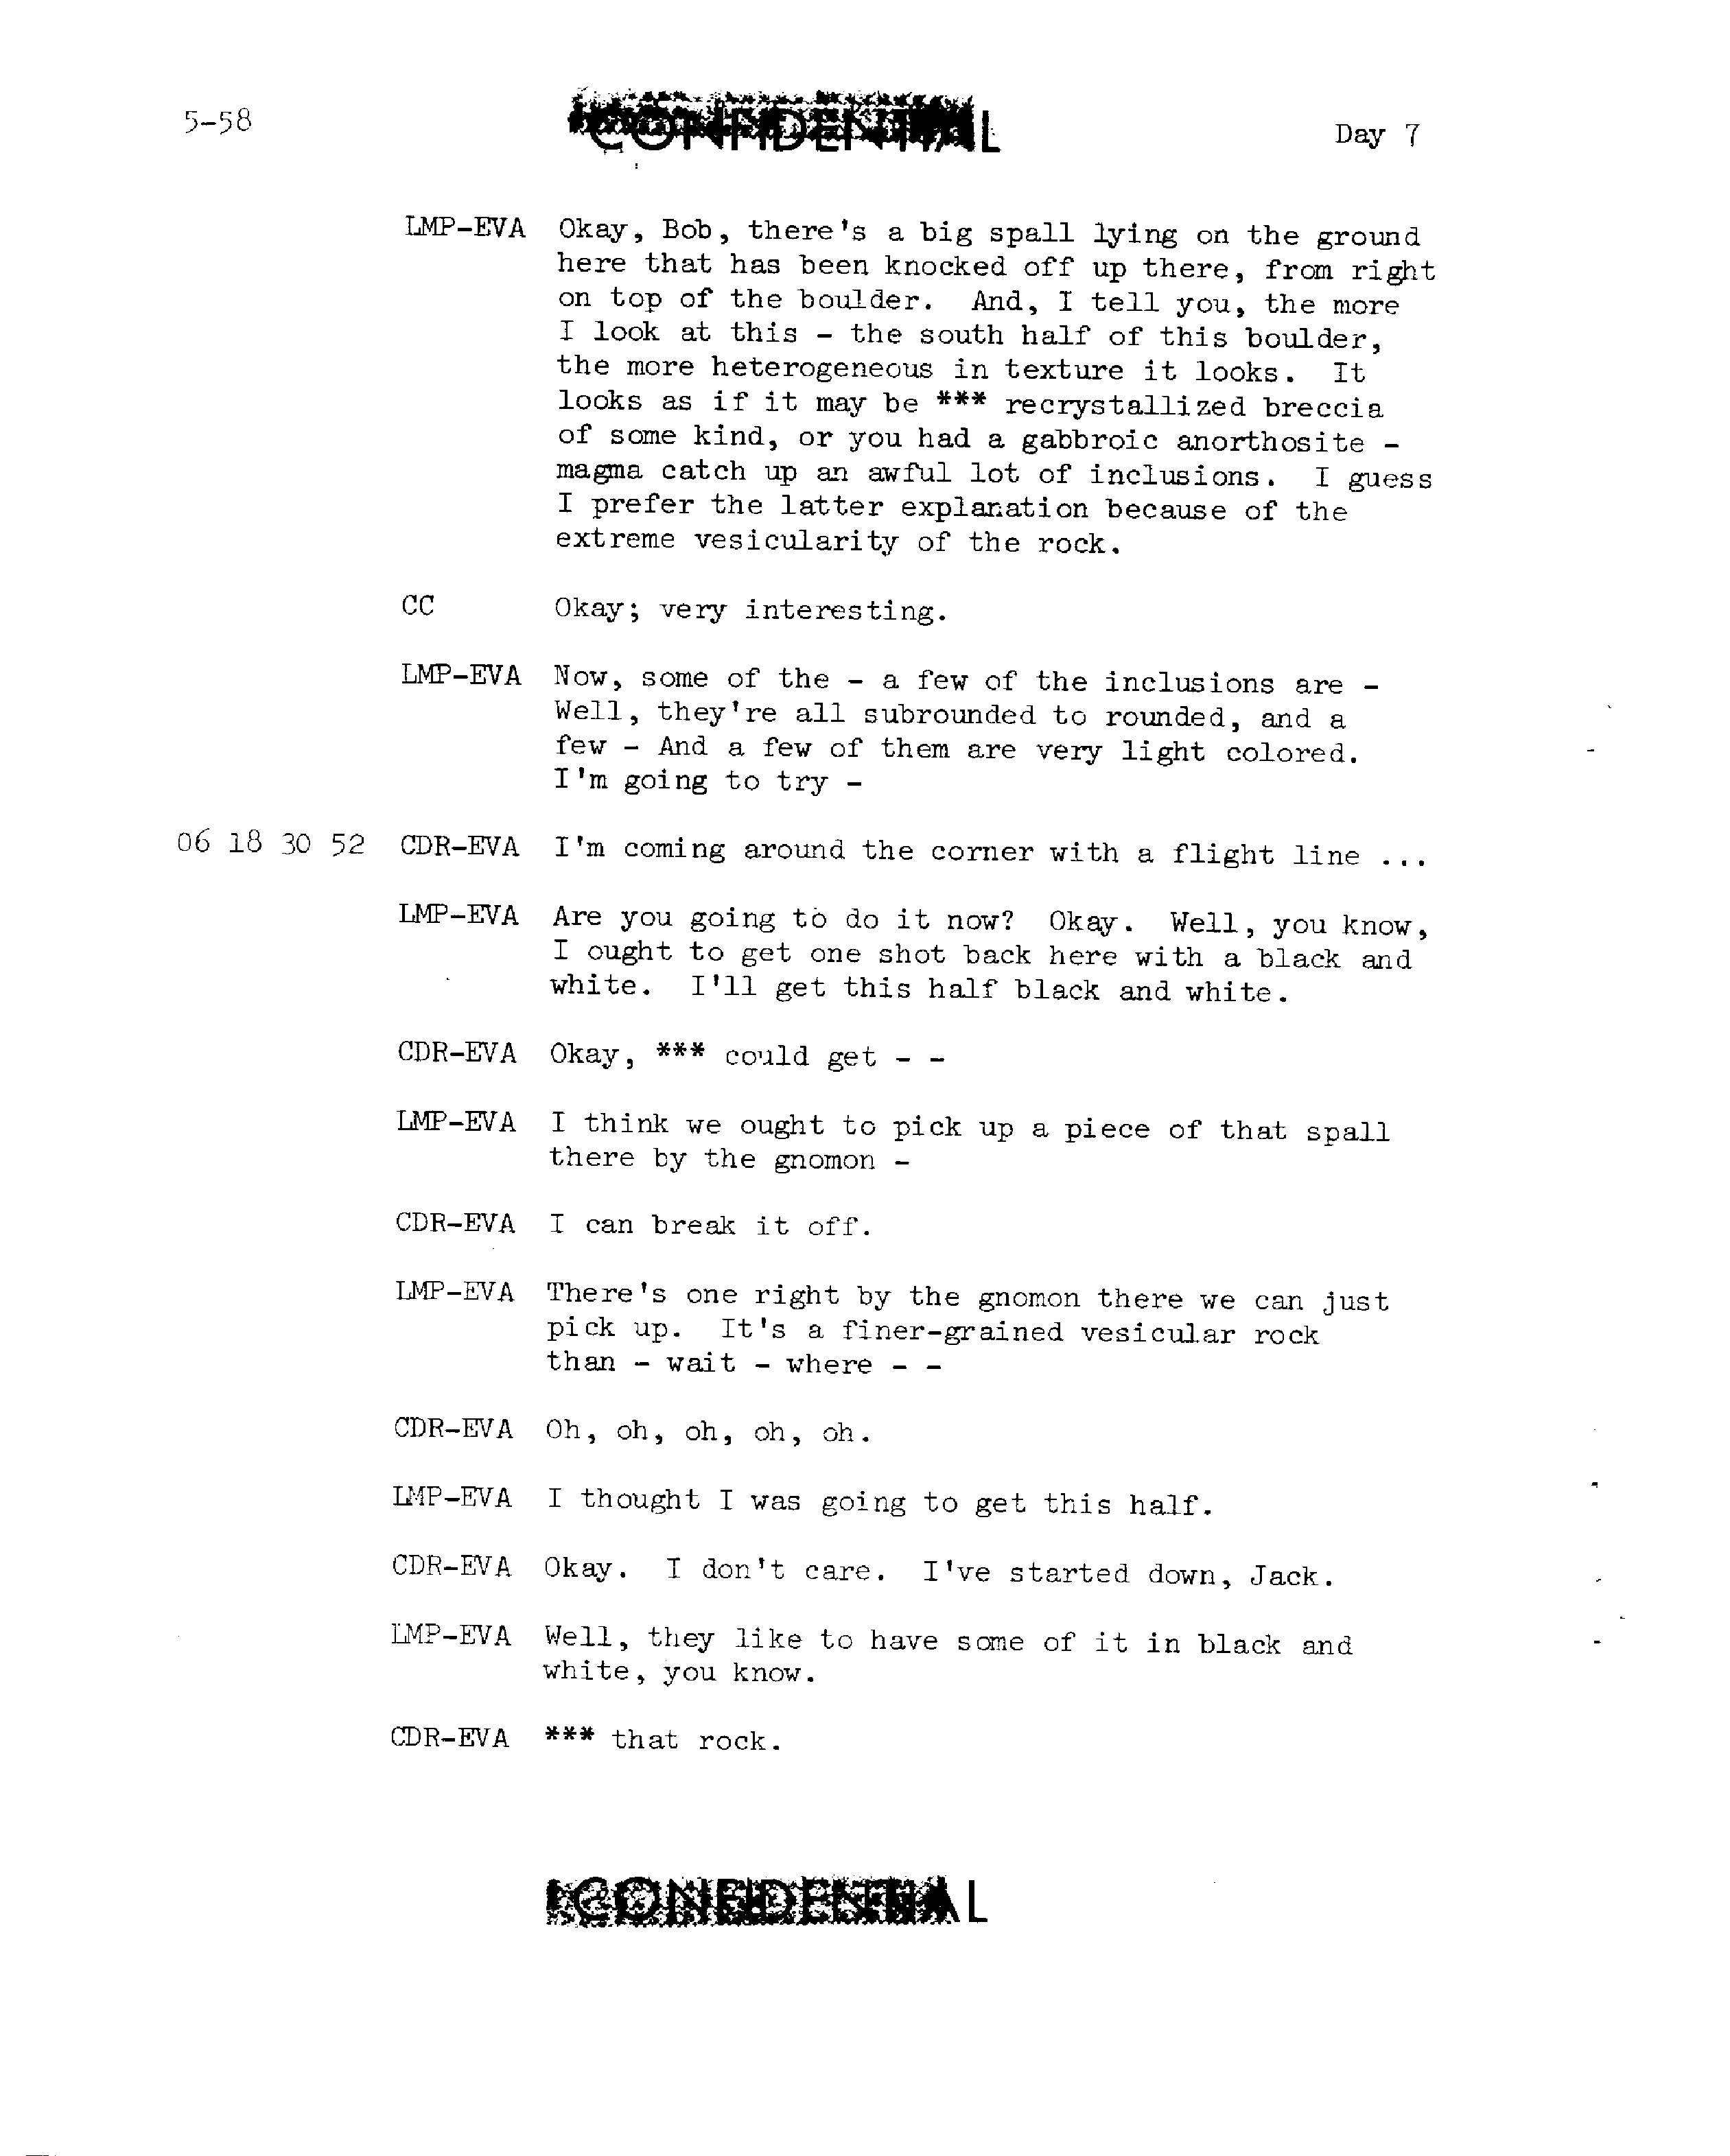 5-58
CONFIDENTIAL
Day 7
LMP-EVA Okay, Bob, there's a big spall lying on the ground
here that has been knocked off up there, from right
on top of the boulder. And, I tell you, the more
I look at this - the south half of this boulder,
the more heterogeneous in texture it looks. It
looks as if it may be *** recrystallized breccia
of some kind, or you had a gabbroic anorthosite -
magma catch up an awful lot of inclusions. I guess
I prefer the latter explanation because of the
extreme vesicularity of the rock.
CC Okay; very interesting.
LMP-EVA Now, some of the - a few of the inclusions are -
Well, they're all subrounded to rounded, and a
few - And a few of them are very light colored.
I'm going to try -
06 18 30 52 CDR-EVA I'm coming around the corner with a flight line ...
LMP-EVA Are you going to do it now? Okay. Well, you know,
I ought to get one shot back here with a black and
white. I'll get this half black and white.
CDR-EVA Okay, *** could get - -
LMP-EVA I think we ought to pick up a piece of that spall
there by the gnomon -
CDR-EVA I can break it off.
LMP-EVA There's one right by the gnomon there we can just
pick up. It's a finer-grained vesicular rock
than - wait - where - -
CDR-EVA Oh, oh, oh, oh, oh.
LMP-EVA I thought I was going to get this half.
CDR-EVA Okay. I don't care. I've started down, Jack.
LMP-EVA Well, they like to have some of it in black and
white, you know.
CDR-EVA *** that rock.
CONFIDENTIAL